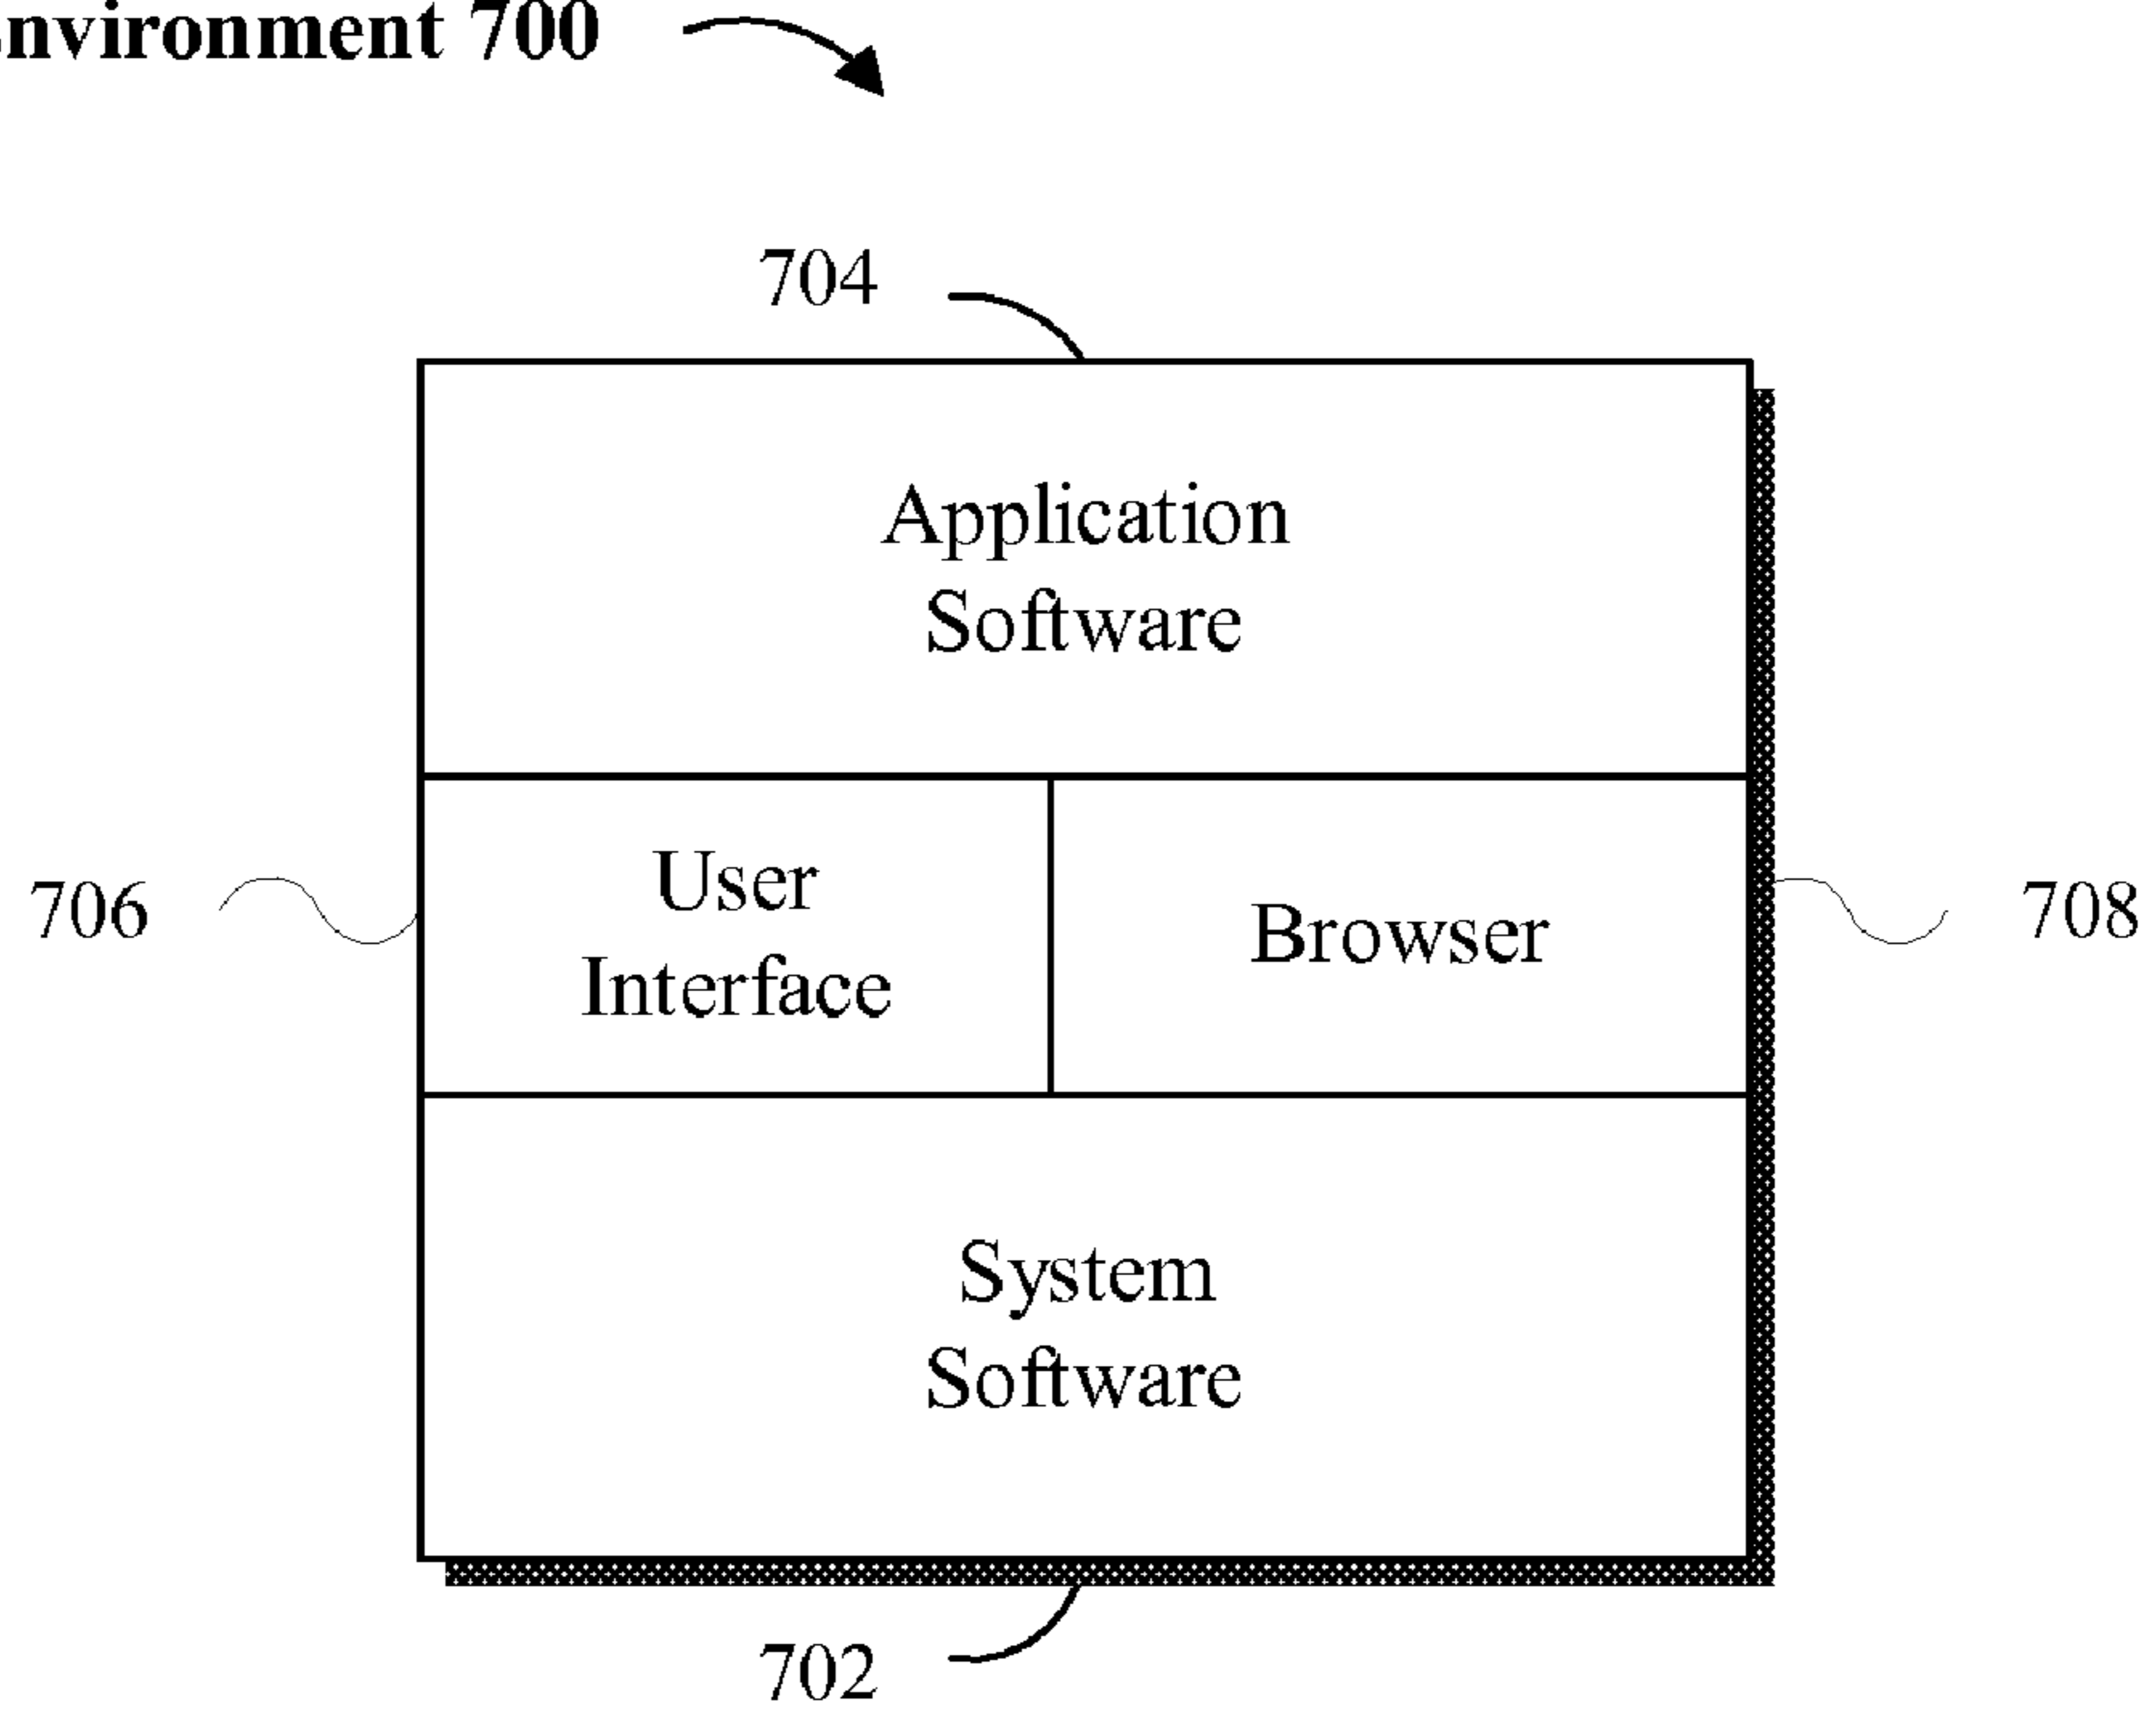 nvironment 700
704
Application
Software
706
User
Interface
Browser
708
System
Software
702